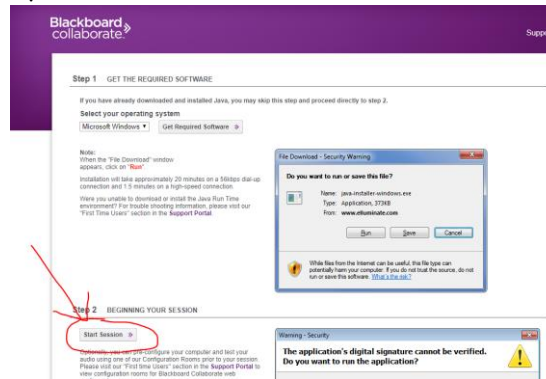 Blackboard
collaborate
Suppo
Step 1 GET THE REQUIRED SOFTWARE
If you have already downloaded and installed Java, you may skip this step and proceed directly to step 2.
Select your operating system
Microsoft Windows
Get Required Software »
Note:
When the "File Download" window
appears, click on "Run".
Installation will take approximately 20 minutes on a 56kbps dial-up
connection and 1.5 minutes on a high-speed connection
Were you unable to download or install the Java Run Time
environment? For trouble shooting information, please visit our
"First Time Users" section in the Support Portal
File Download - Security Warning
Do you want to run or save this file?
Name: java-installer-windows.exe
Type: Application, 373KB
From: www.elluminate.com
Run
Save
Cancel
While files from the Internet can be useful, this file type can
potentially harm your computer. If you do not trust the source, do not
run or save this software. What's the risk?
Step 2 BEGINNING YOUR SESSION
Start Session »
Optionally, you can pre-configure your computer and test your
audio using one of our Configuration Rooms prior to your session.
Please visit our "First time Users" section in the Support Portal to
view configuration rooms for Blackboard Collaborate web
Warning - Security
The application's digital signature cannot be verified.
Do you want to run the application?